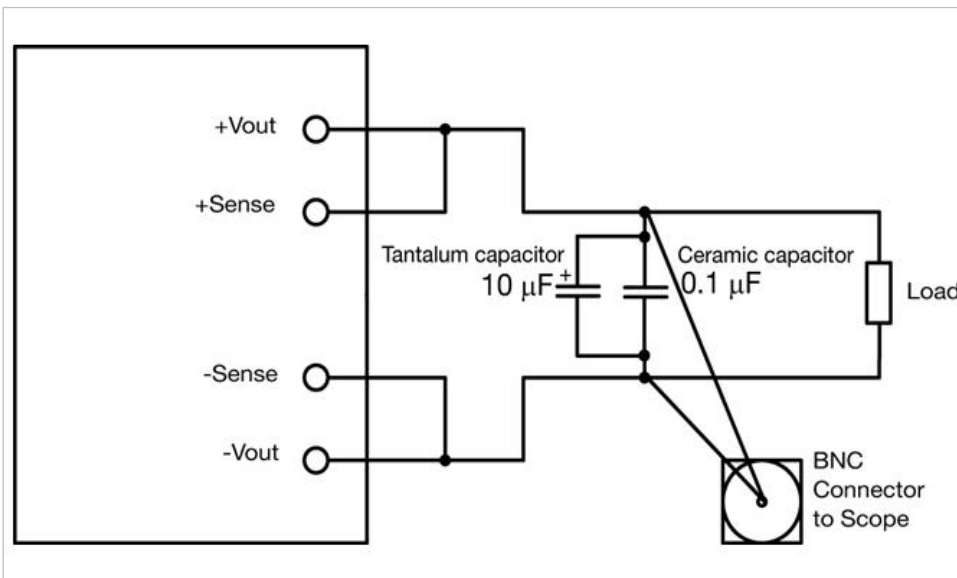 +Vout
+Sense
Tantalum capacitor
10 μF
+
Ceramic capacitor
0.1 μF
Load
-Sense
-Vout
BNC
Connector
to Scope